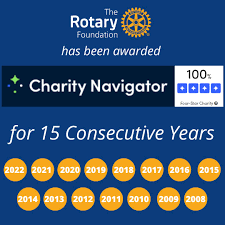 The
Rotary
Foundation
has been awarded
Charity Navigator
100%
Four-Star Charity
for 15 Consecutive Years
2022 2021 2020 2019 2018 2017 2016 2015
2014 2013 2012 2011 2010 2009 2008